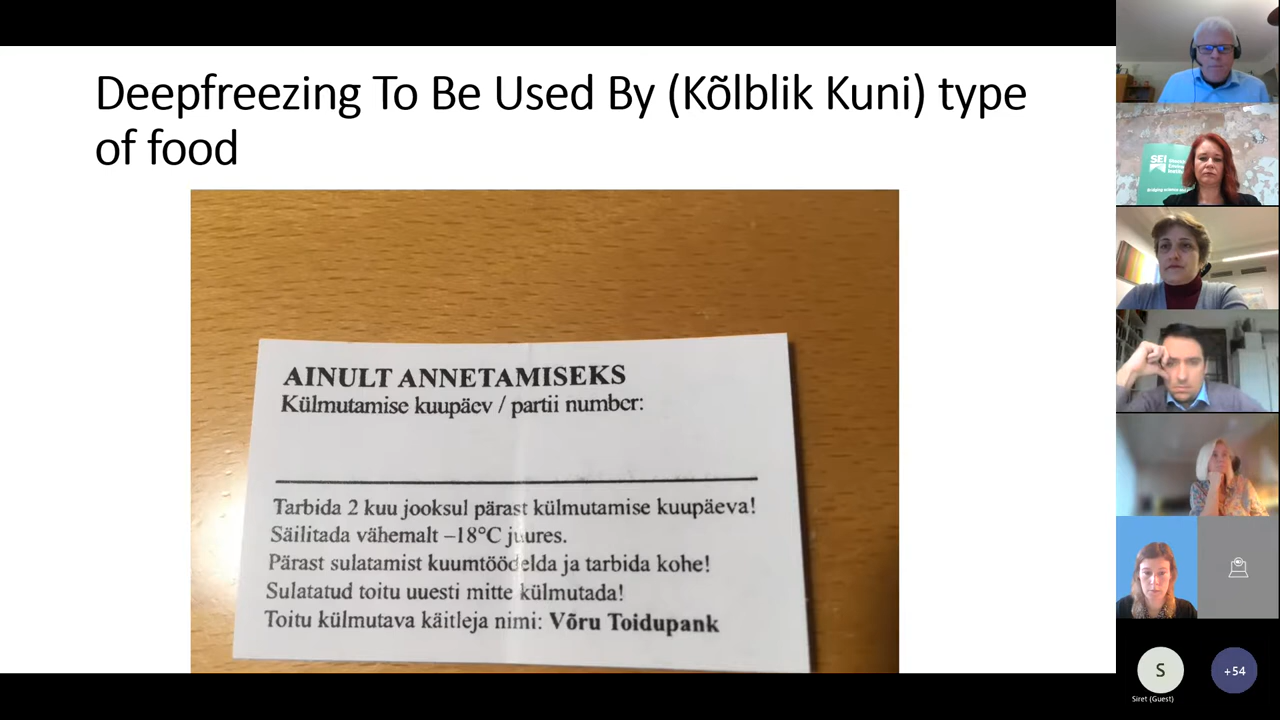 Deepfreezing To Be Used By (Kõlblik Kuni) type
of food
AINULT ANNETAMISEKS
Külmutamise kuupäev / partii number:
Tarbida 2 kuu jooksul pärast külmutamise kuupäeva!
Säilitada vähemalt –18°C juures.
Pärast sulatamist kuumtöödelda ja tarbida kohe!
Sulatatud toitu uuesti mitte külmutada!
Toitu külmutava käitleja nimi: Võru Toidupank
SEI
S
+54
Siret (Guest)